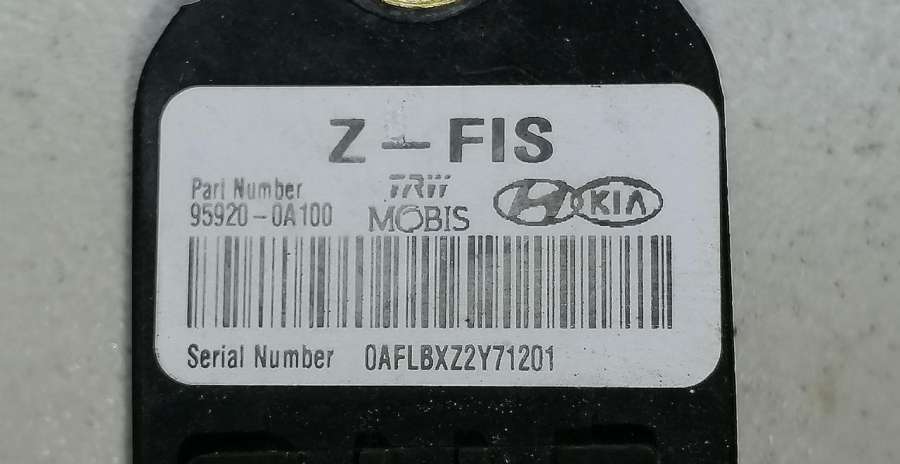 Z-FIS
Part Number
95920-0A100
TRW
MOBIS
H KIA
Serial Number 0AFLBXZ2Y71201